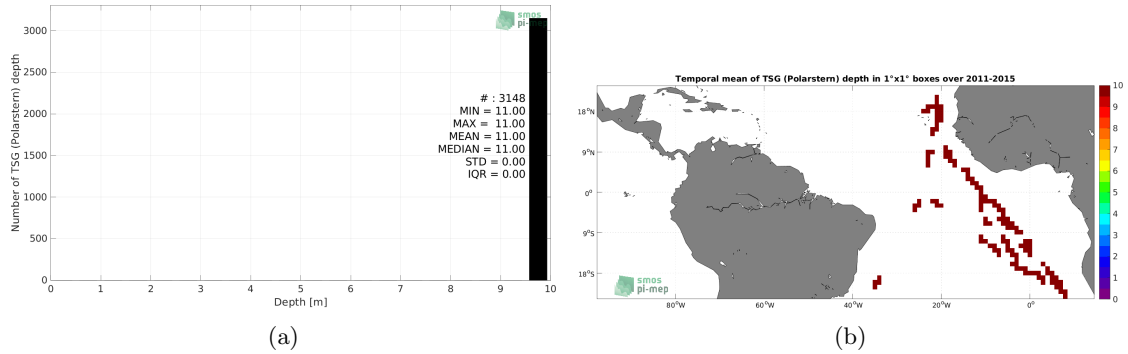 3000
2500
2000
1500
1000
500
0
Number of TSG (Polarstern) depth
smos
pi-mep
# : 3148
MIN = 11.00
MAX = 11.00
MEAN = 11.00
MEDIAN = 11.00
STD = 0.00
IQR = 0.00
0 1 2 3 4 5 6 7 8 9 10
Depth [m]
(a)
Temporal mean of TSG (Polarstern) depth in 1°x1° boxes over 2011-2015
18°N
9°N
0°
9°S
18°S
smos
pi-mep
80°W 60°W 40°W 20°W 0°
10
9
8
7
6
5
4
3
2
1
0
(b)